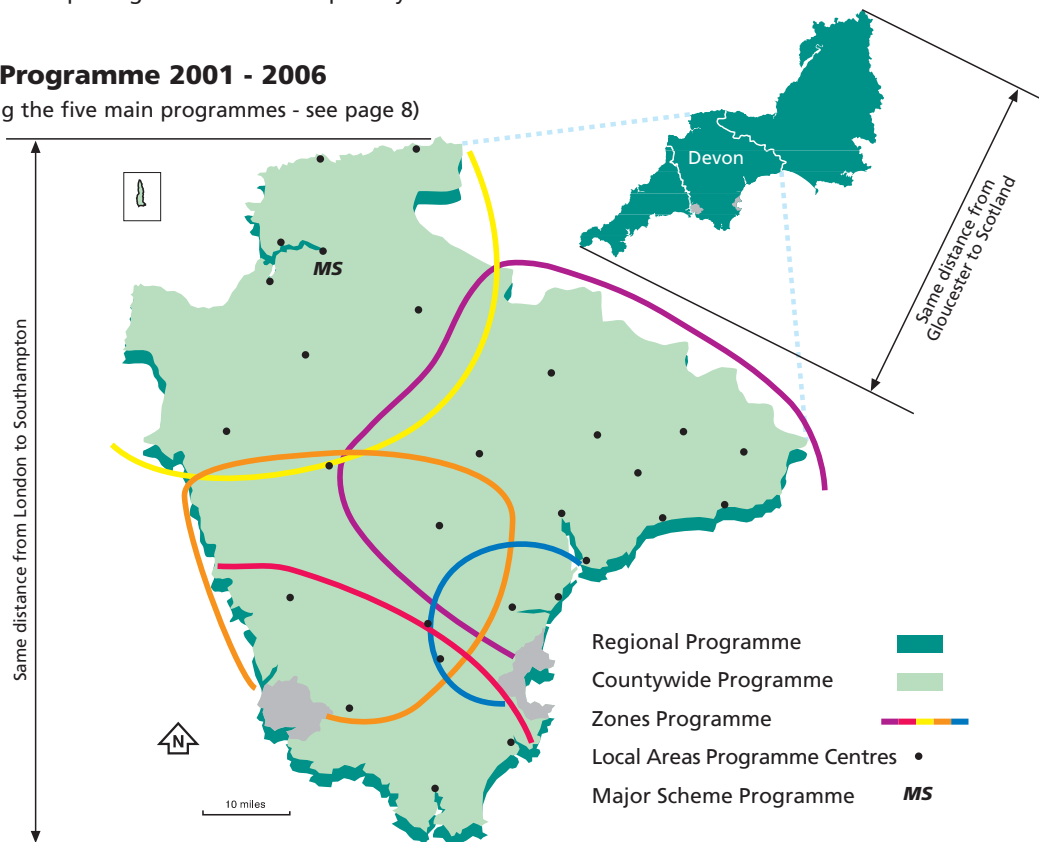 Programme 2001 - 2006
g the five main programmes - see page 8)
Devon
Same distance from
Gloucester to Scotland
MS
Same distance from London to Southampton
N
10 miles
Regional Programme
Countywide Programme
Zones Programme
Local Areas Programme Centres
Major Scheme Programme MS